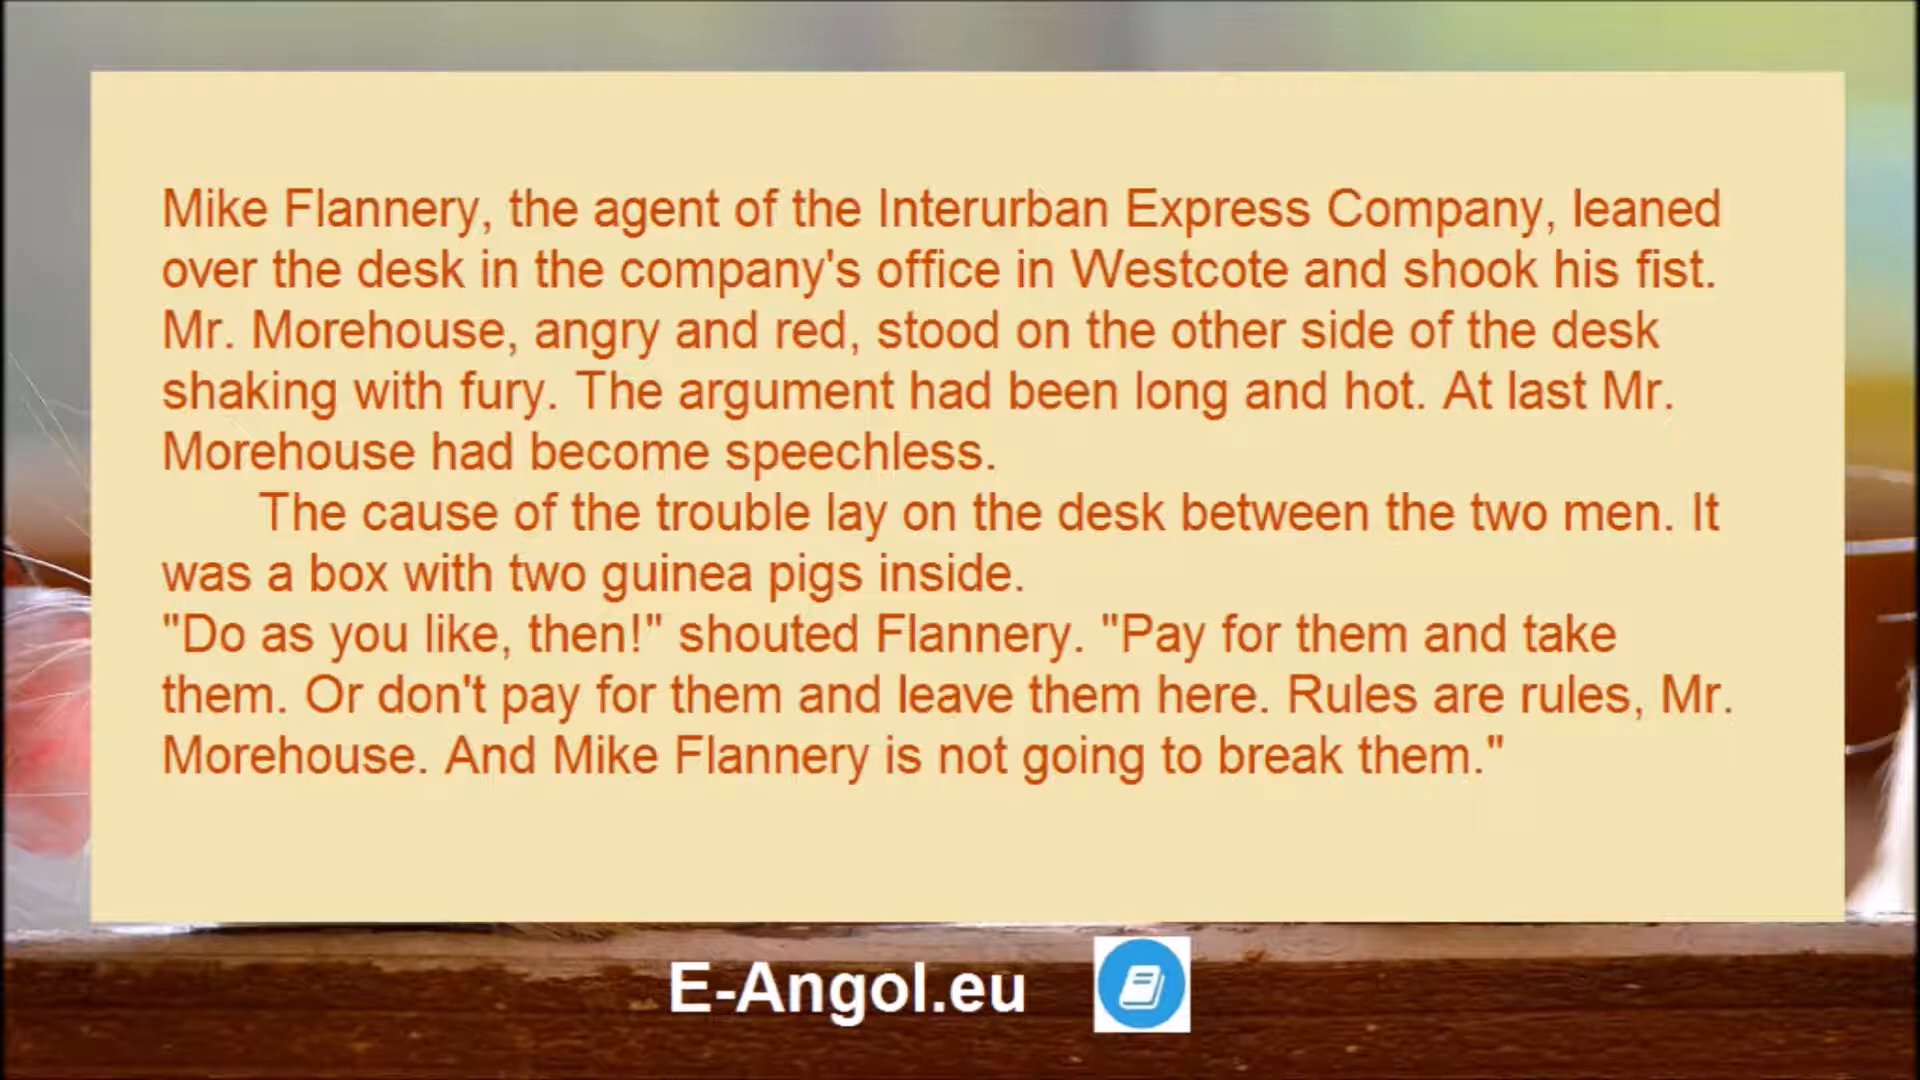 Mike Flannery, the agent of the Interurban Express Company, leaned
over the desk in the company's office in Westcote and shook his fist.
Mr. Morehouse, angry and red, stood on the other side of the desk
shaking with fury. The argument had been long and hot. At last Mr.
Morehouse had become speechless.
The cause of the trouble lay on the desk between the two men. It
was a box with two guinea pigs inside.
"Do as you like, then!" shouted Flannery. "Pay for them and take
them. Or don't pay for them and leave them here. Rules are rules, Mr.
Morehouse. And Mike Flannery is not going to break them."
E-Angol.eu